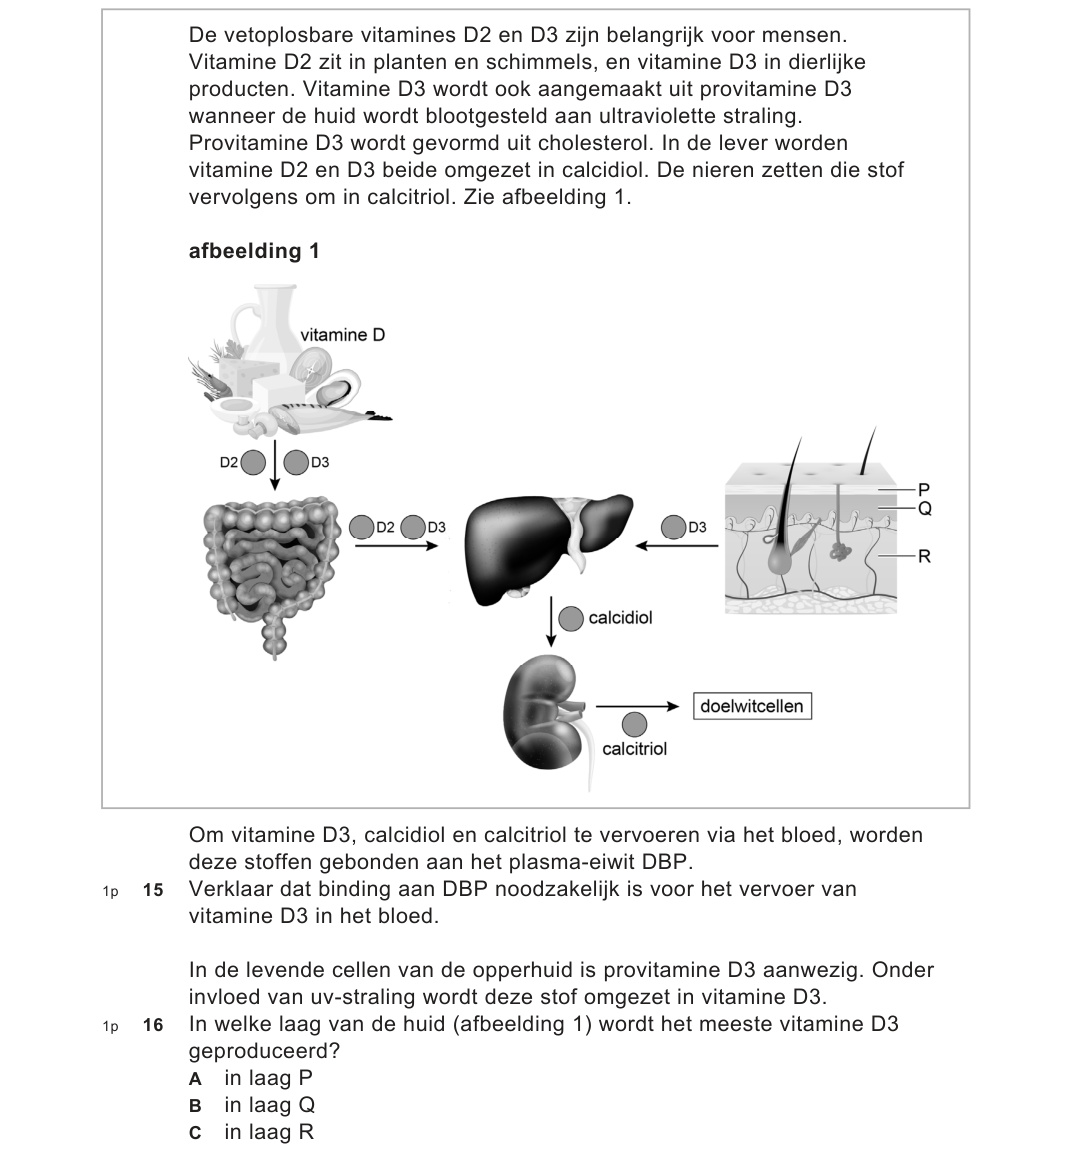 De vetoplosbare vitamines D2 en D3 zijn belangrijk voor mensen.
Vitamine D2 zit in planten en schimmels, en vitamine D3 in dierlijke
producten. Vitamine D3 wordt ook aangemaakt uit provitamine D3
wanneer de huid wordt blootgesteld aan ultraviolette straling.
Provitamine D3 wordt gevormd uit cholesterol. In de lever worden
vitamine D2 en D3 beide omgezet in calcidiol. De nieren zetten die stof
vervolgens om in calcitriol. Zie afbeelding 1.
afbeelding 1
vitamine D
D2 D3
D2 D3
D3
P
Q
R
calcidiol
doelwitcellen
calcitriol
Om vitamine D3, calcidiol en calcitriol te vervoeren via het bloed, worden
deze stoffen gebonden aan het plasma-eiwit DBP.
1p 15 Verklaar dat binding aan DBP noodzakelijk is voor het vervoer van
vitamine D3 in het bloed.
In de levende cellen van de opperhuid is provitamine D3 aanwezig. Onder
invloed van uv-straling wordt deze stof omgezet in vitamine D3.
1p 16 In welke laag van de huid (afbeelding 1) wordt het meeste vitamine D3
geproduceerd?
A in laag P
B in laag Q
C in laag R